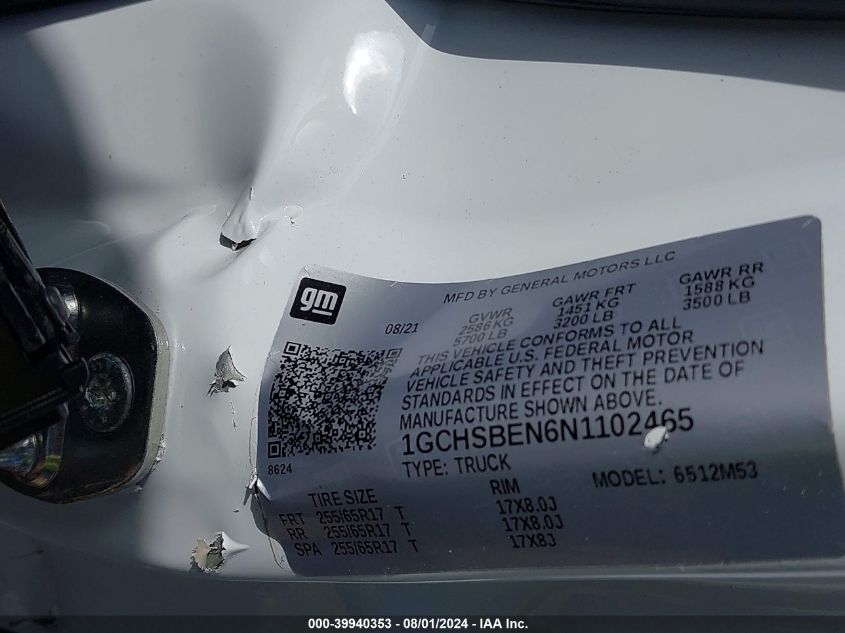 gm
MFD BY GENERAL MOTORS LLC
08/21
GVWR GAWR FRT GAWR RR
2586 KG 1451 KG 1588 KG
5700 LB 3200 LB 3500 LB
THIS VEHICLE CONFORMS TO ALL
APPLICABLE U.S. FEDERAL MOTOR
VEHICLE SAFETY AND THEFT PREVENTION
STANDARDS IN EFFECT ON THE DATE OF
MANUFACTURE SHOWN ABOVE.
8624
1GCHSBEN6N1102465
TYPE: TRUCK MODEL: 6512M53
TIRE SIZE RIM
FRT 255/65R17 T 17X8.0J
RR 255/65R17 T 17X8.0J
SPA 255/65R17 T 17X8J
000-39940353 - 08/01/2024 - IAA Inc.